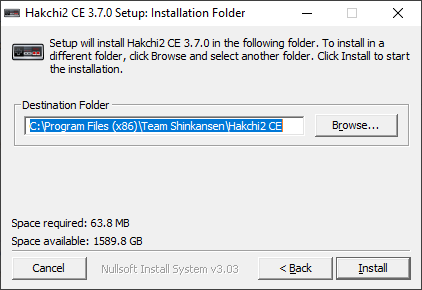 Hakchi2 CE 3.7.0 Setup: Installation Folder
Setup will install Hakchi2 CE 3.7.0 in the following folder. To install in a
different folder, click Browse and select another folder. Click Install to start
the installation.
Destination Folder
C:\Program Files (x86)\Team Shinkansen\Hakchi2 CE
Browse...
Space required: 63.8 MB
Space available: 1589.8 GB
Cancel
Nullsoft Install System v3.03
< Back
Install